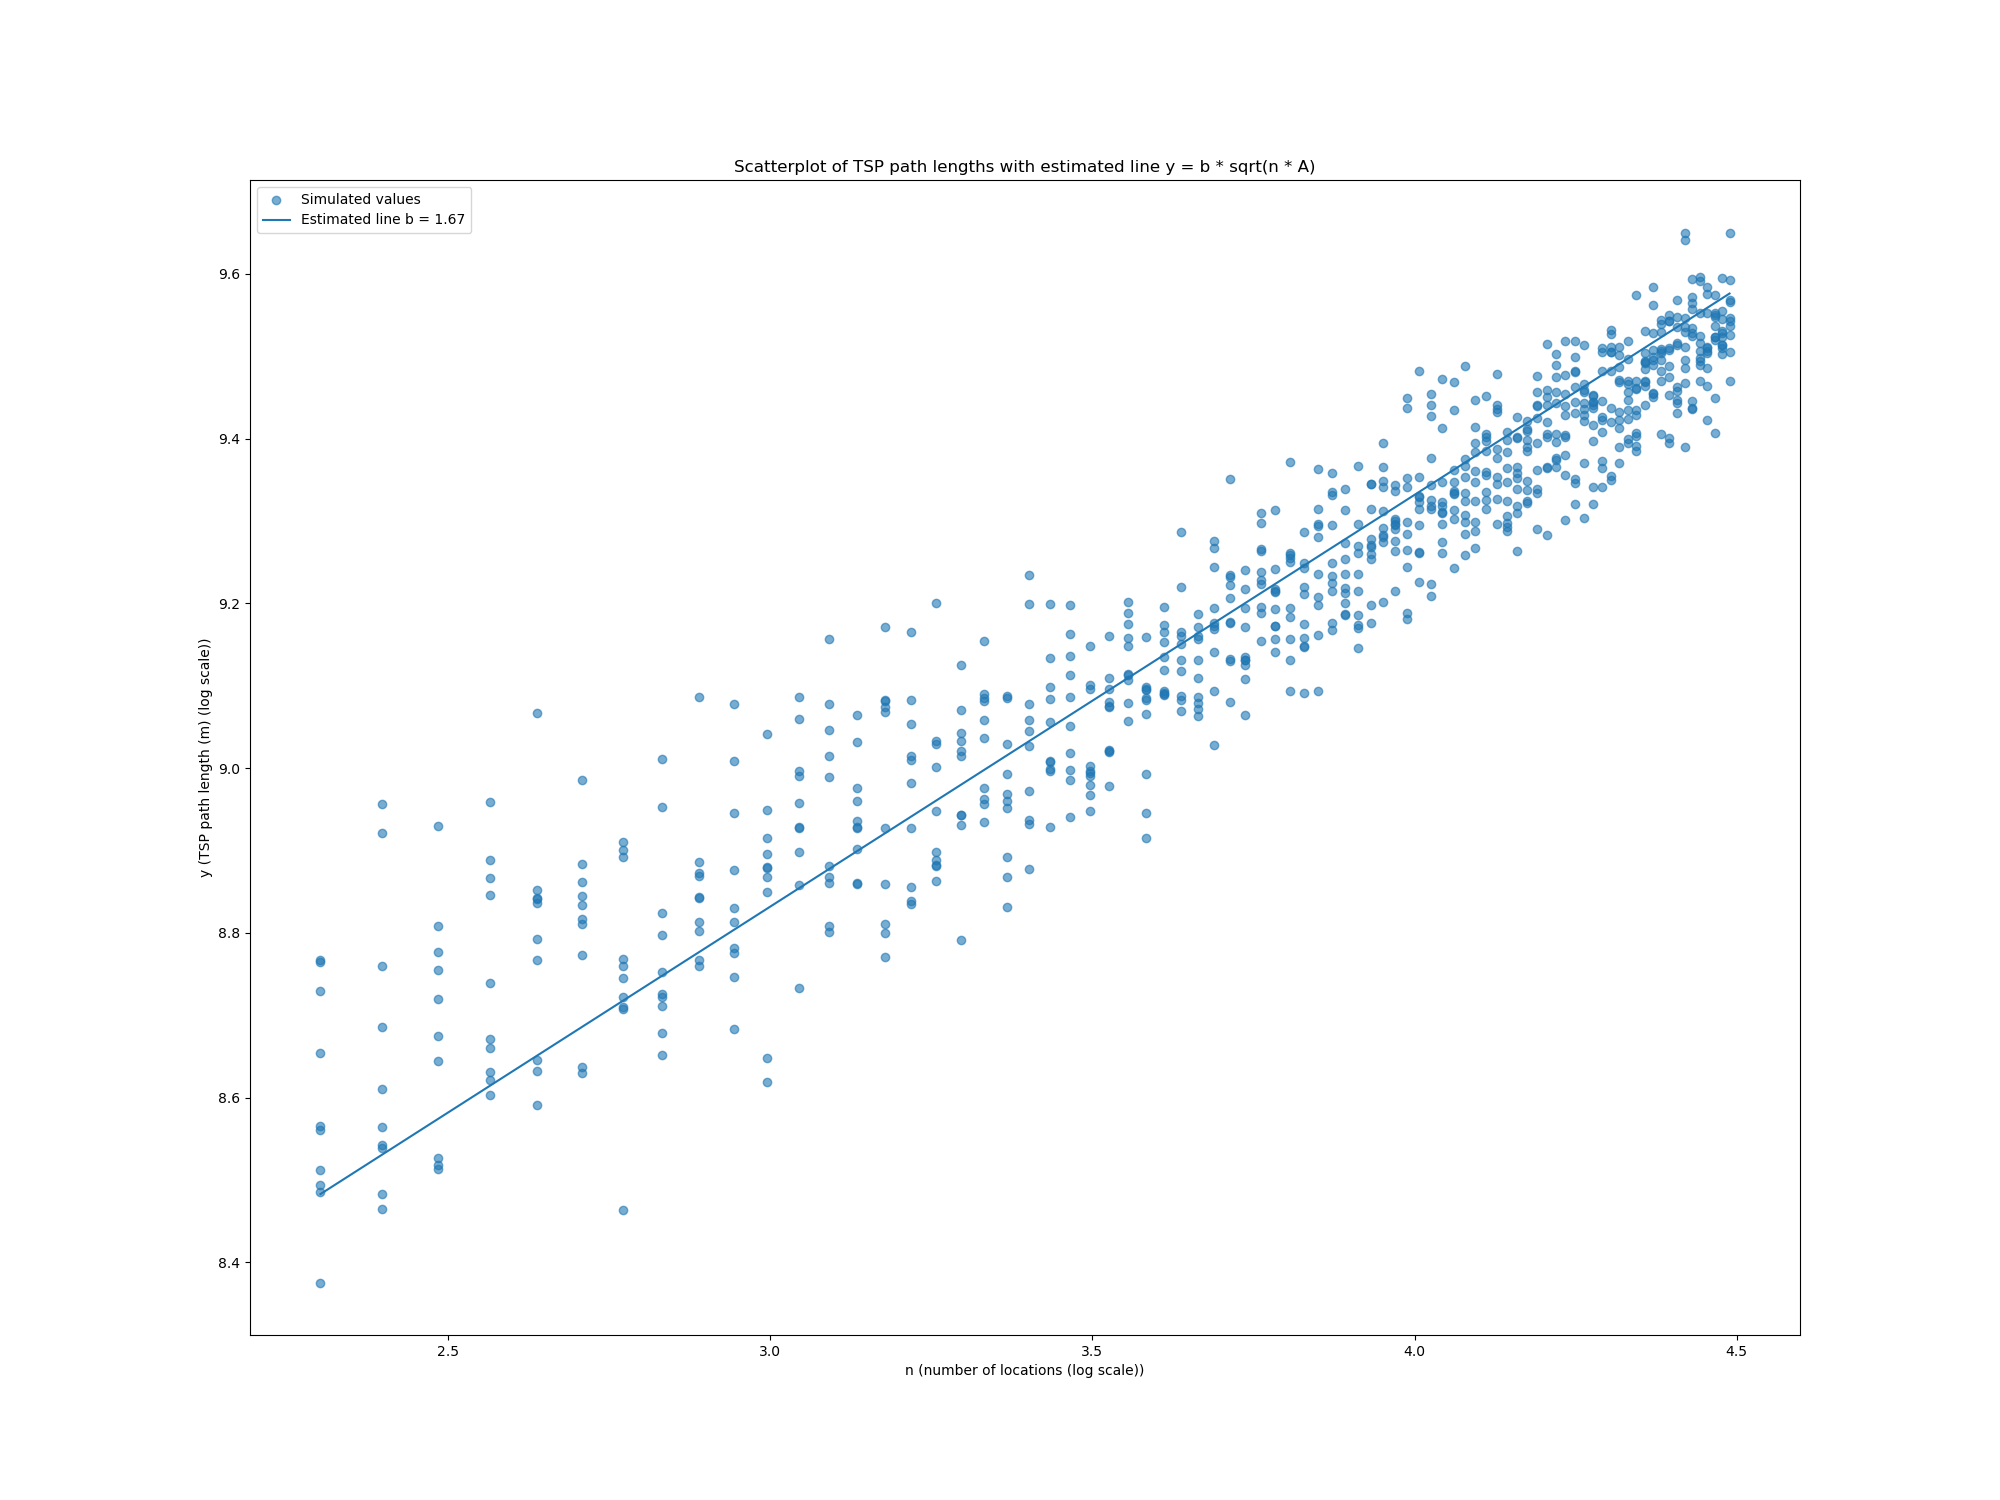 Scatterplot of TSP path lengths with estimated line y = b * sqrt(n * A)
Simulated values
Estimated line b = 1.67
9.6
9.4
9.2
9.0
8.8
8.6
8.4
y (TSP path length (m) (log scale))
2.5
3.0
3.5
4.0
4.5
n (number of locations (log scale))